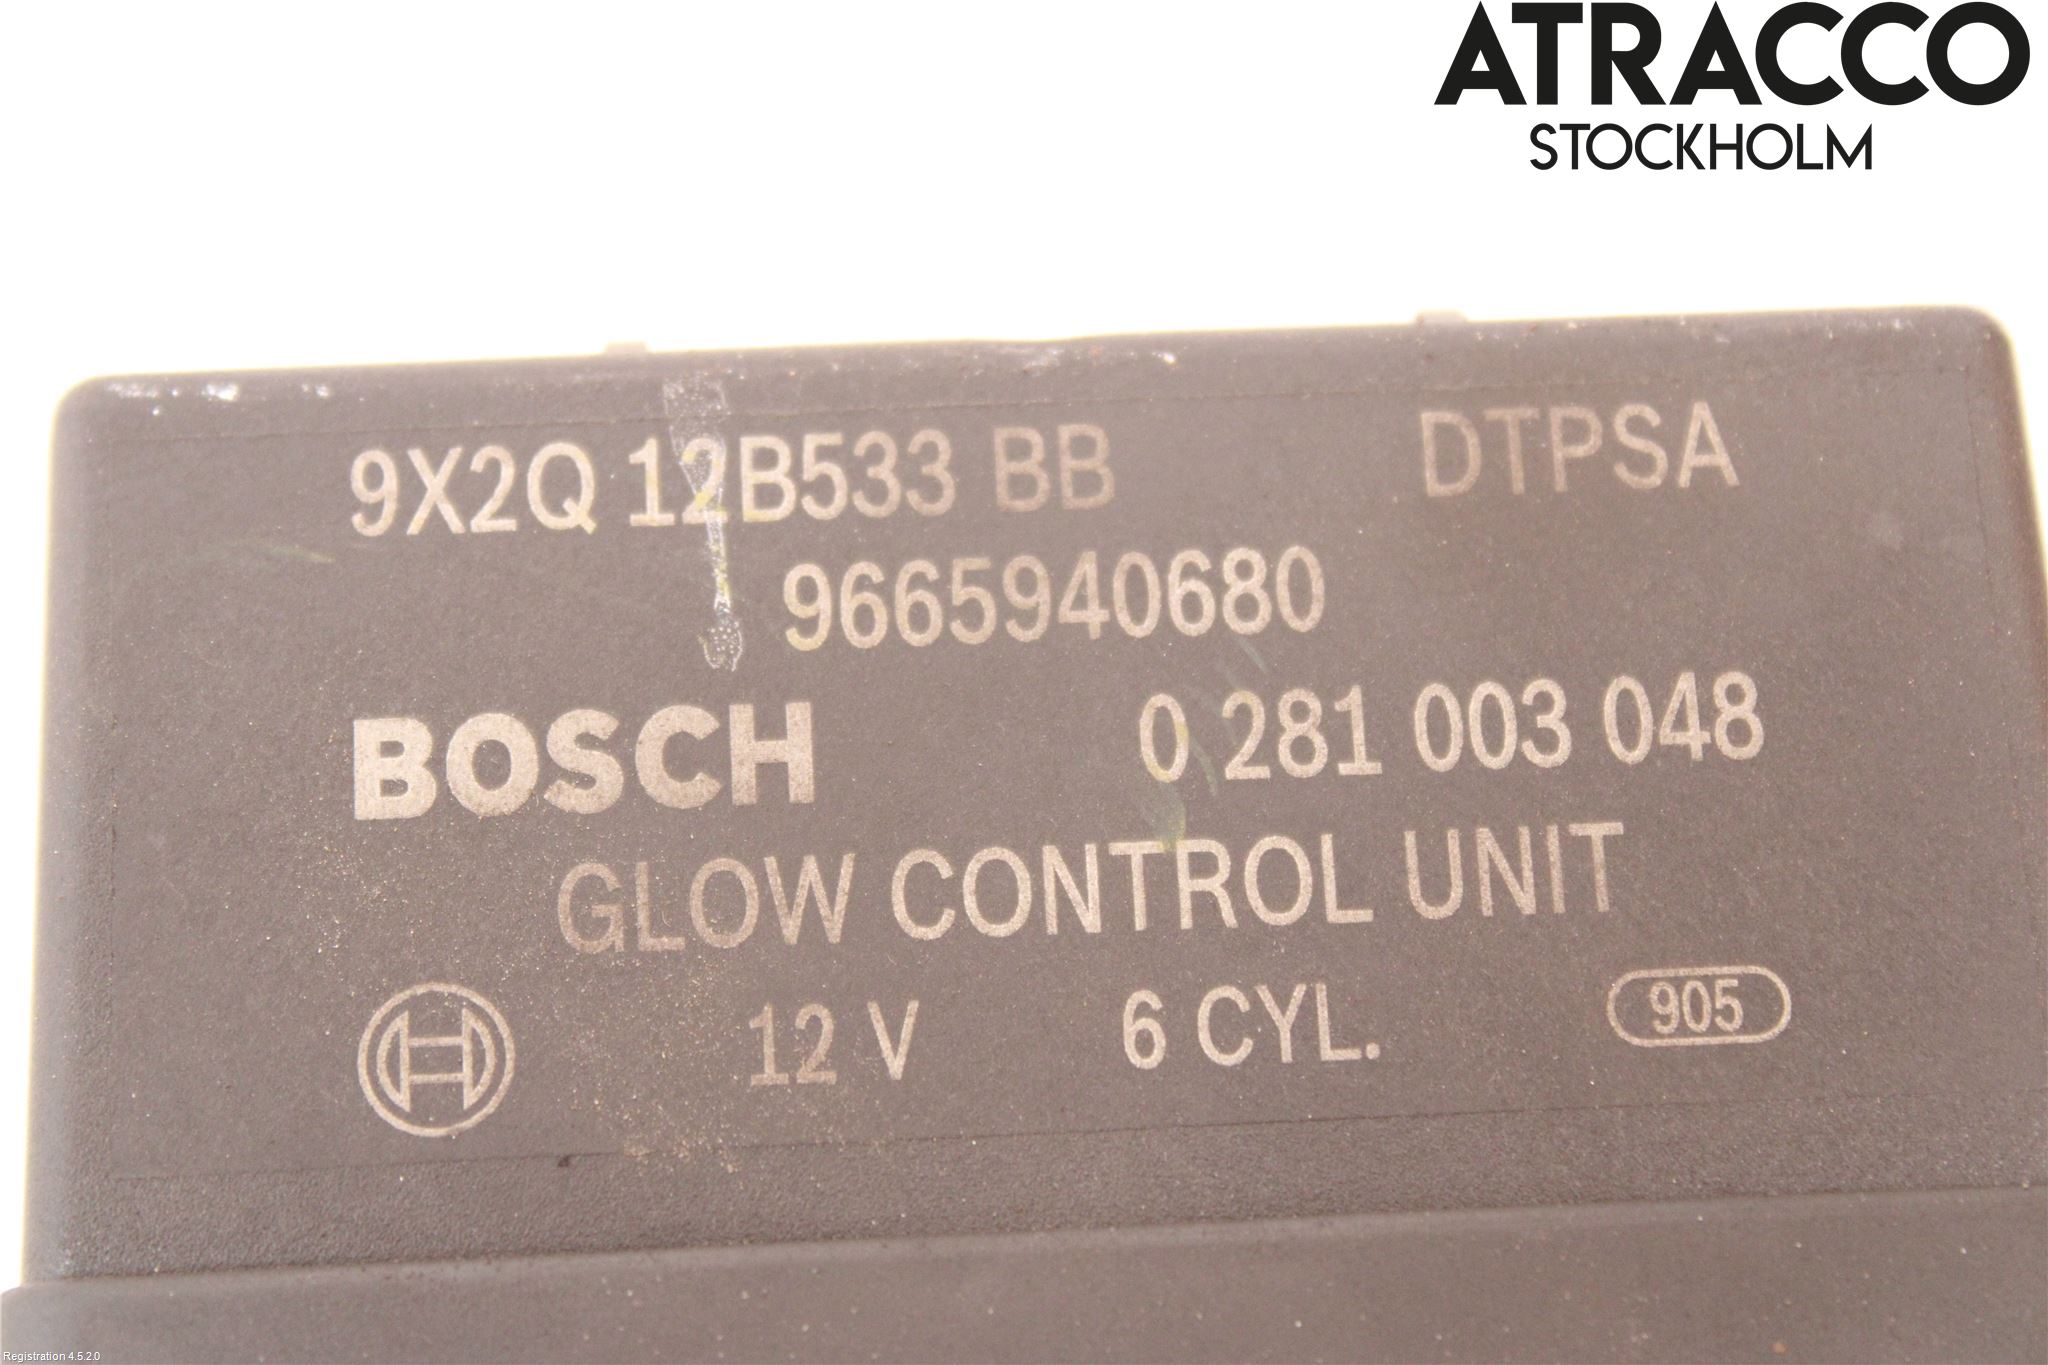 ATRACCO
STOCKHOLM
9X2Q 12B533 BB DTPSA
9665940680
BOSCH 0 281 003 048
GLOW CONTROL UNIT
12 V 6 CYL. 905
Registration 4.5.2.0